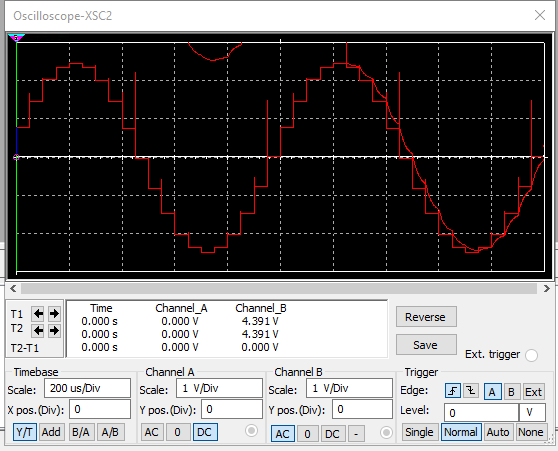 Oscilloscope-XSC2
Time Channel_A Channel_B
T1 0.000 s 0.000 V 4.391 V
T2 0.000 s 0.000 V 4.391 V
T2-T1 0.000 s 0.000 V 0.000 V
Reverse
Save
Ext. trigger
Timebase
Scale: 200 us/Div
X pos.(Div): 0
Y/T Add B/A A/B
Channel A
Scale: 1 V/Div
Y pos.(Div): 0
AC 0 DC
Channel B
Scale: 1 V/Div
Y pos.(Div): 0
AC 0 DC -
Trigger
Edge: A B Ext
Level: 0 V
Single Normal Auto None